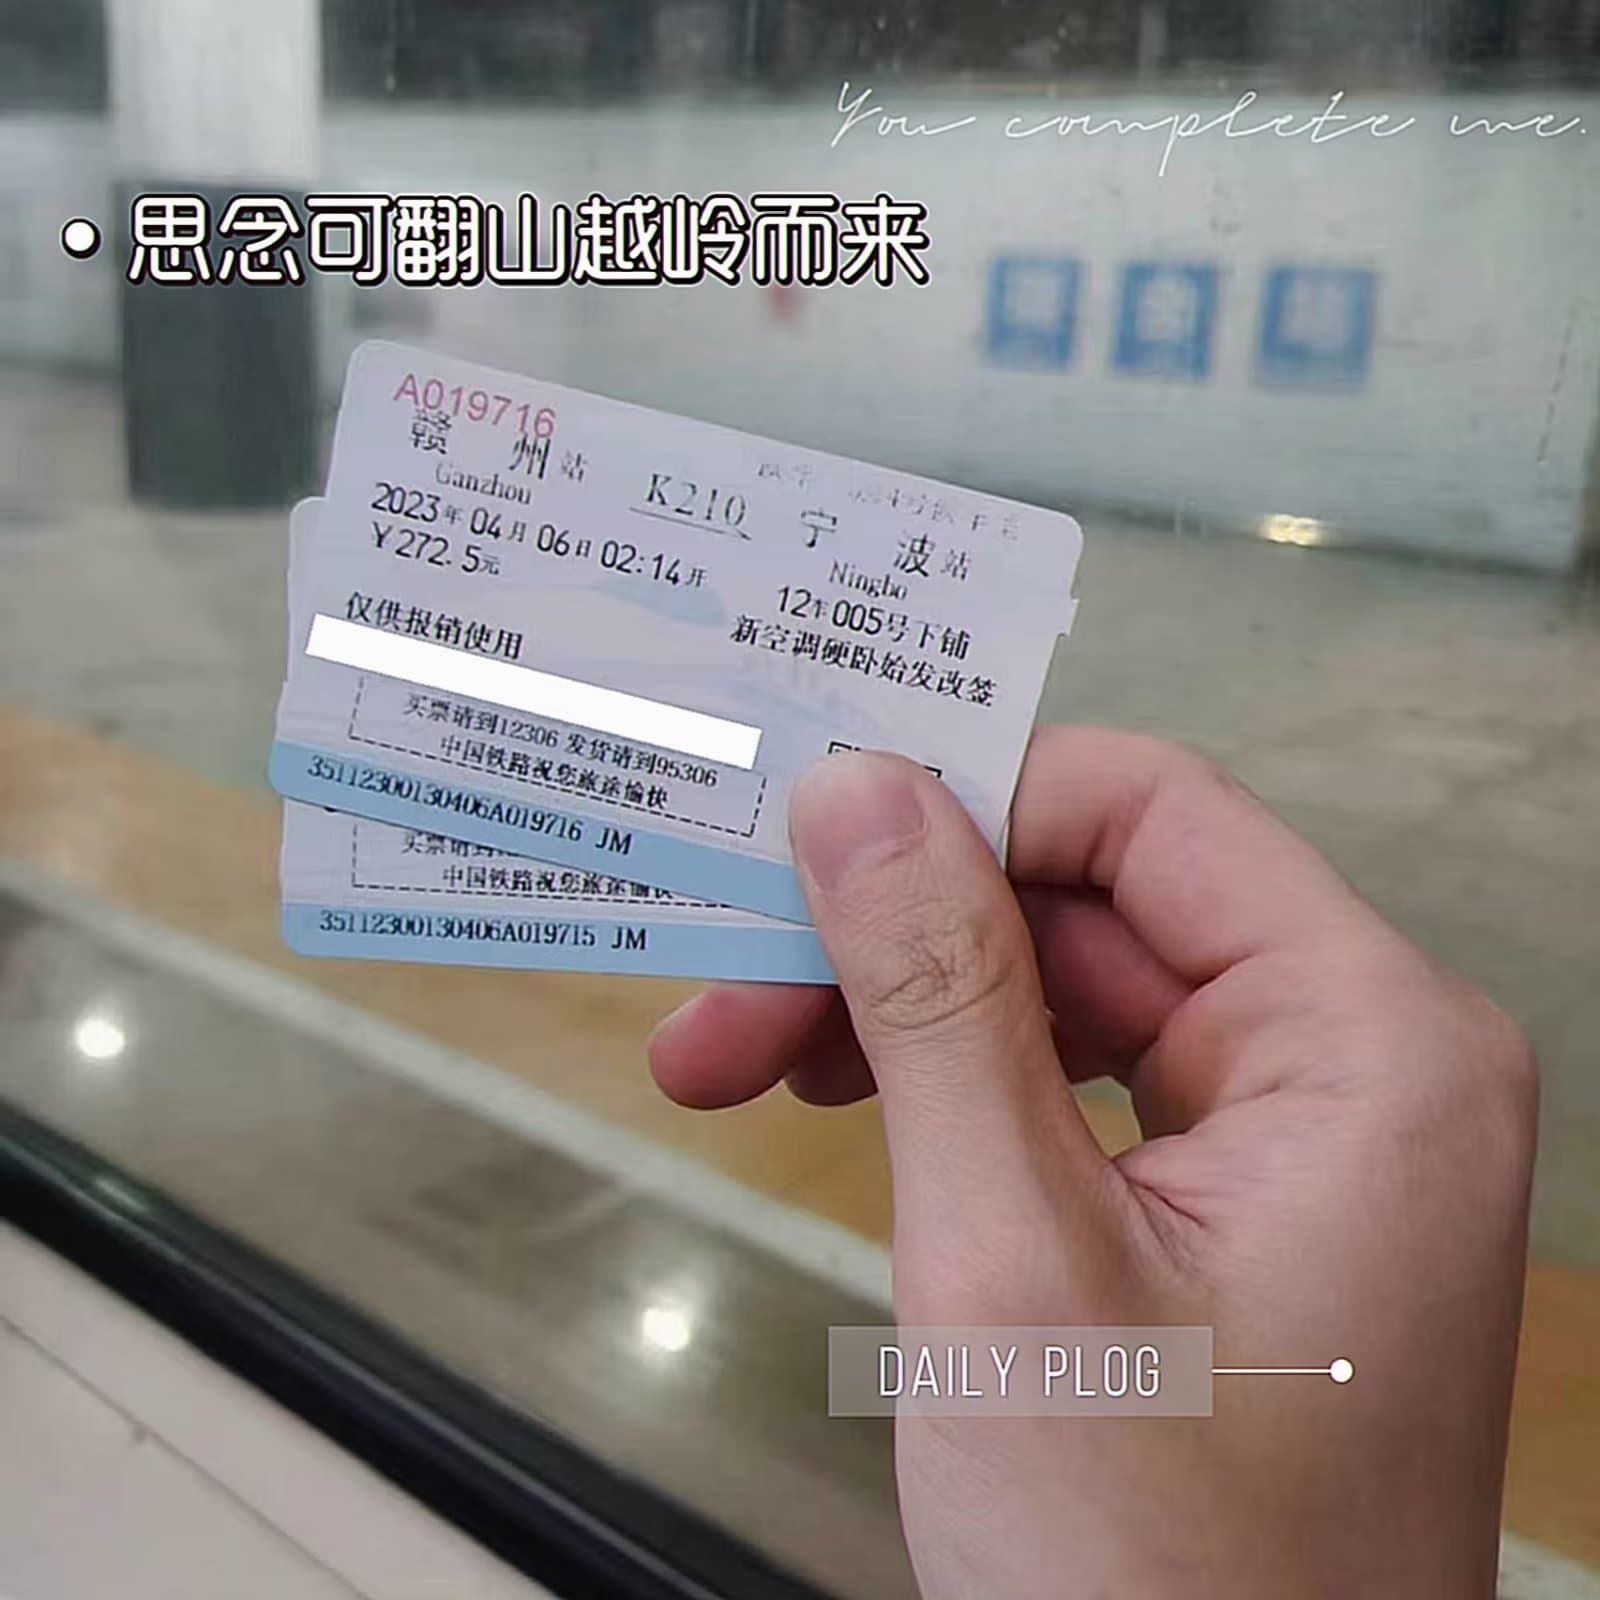 You complete me.
思念可翻山越岭而来
A019716
赣 州站 K210 宁 波站
Ganzhou Ningbo
2023年04月06日02:14开 12车005号下铺
￥272.5元 新空调硬卧始发改签
仅供报销使用
买票请到12306 发货请到95306
中国铁路祝您旅途愉快
35112300130406A019716 JM
买票请到
中国铁路祝您旅途愉快
35112300130406A019715 JM
DAILY PLOG